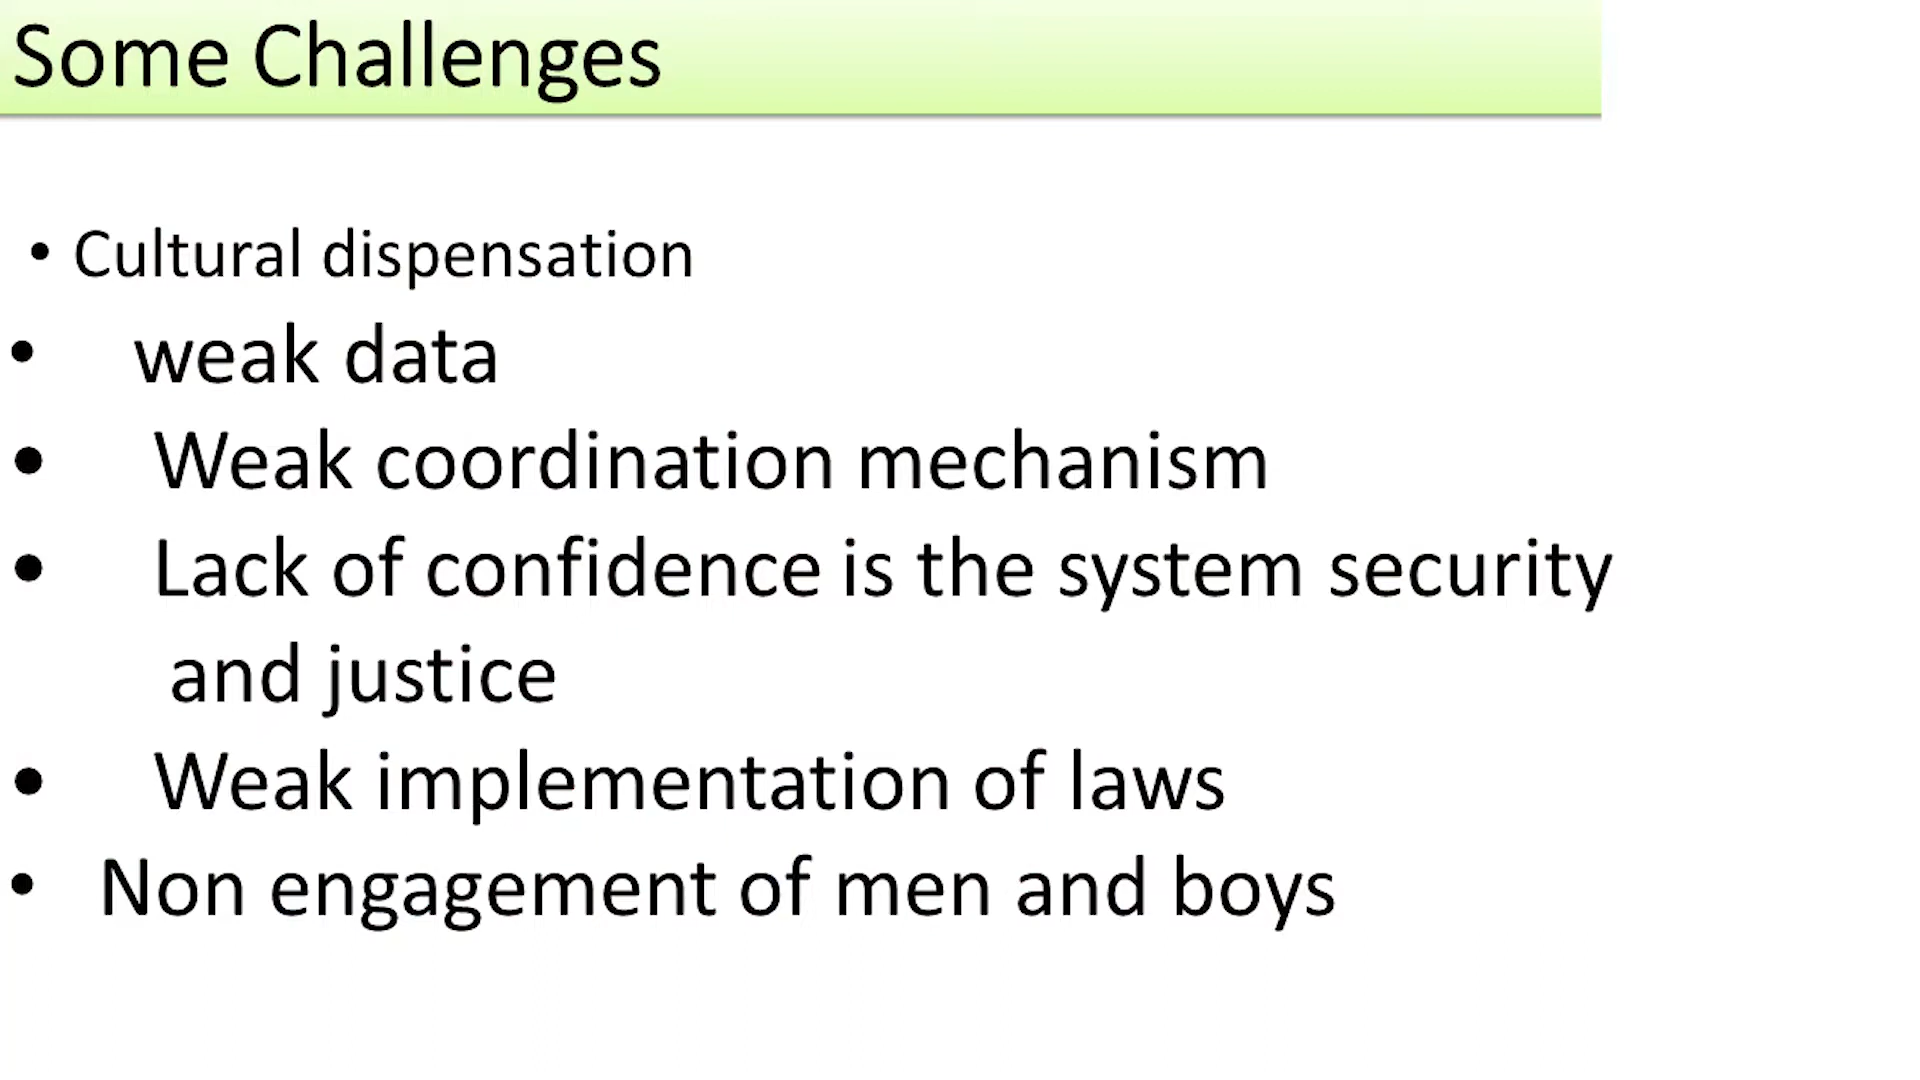 Some Challenges
• Cultural dispensation
• weak data
• Weak coordination mechanism
• Lack of confidence is the system security
and justice
• Weak implementation of laws
• Non engagement of men and boys